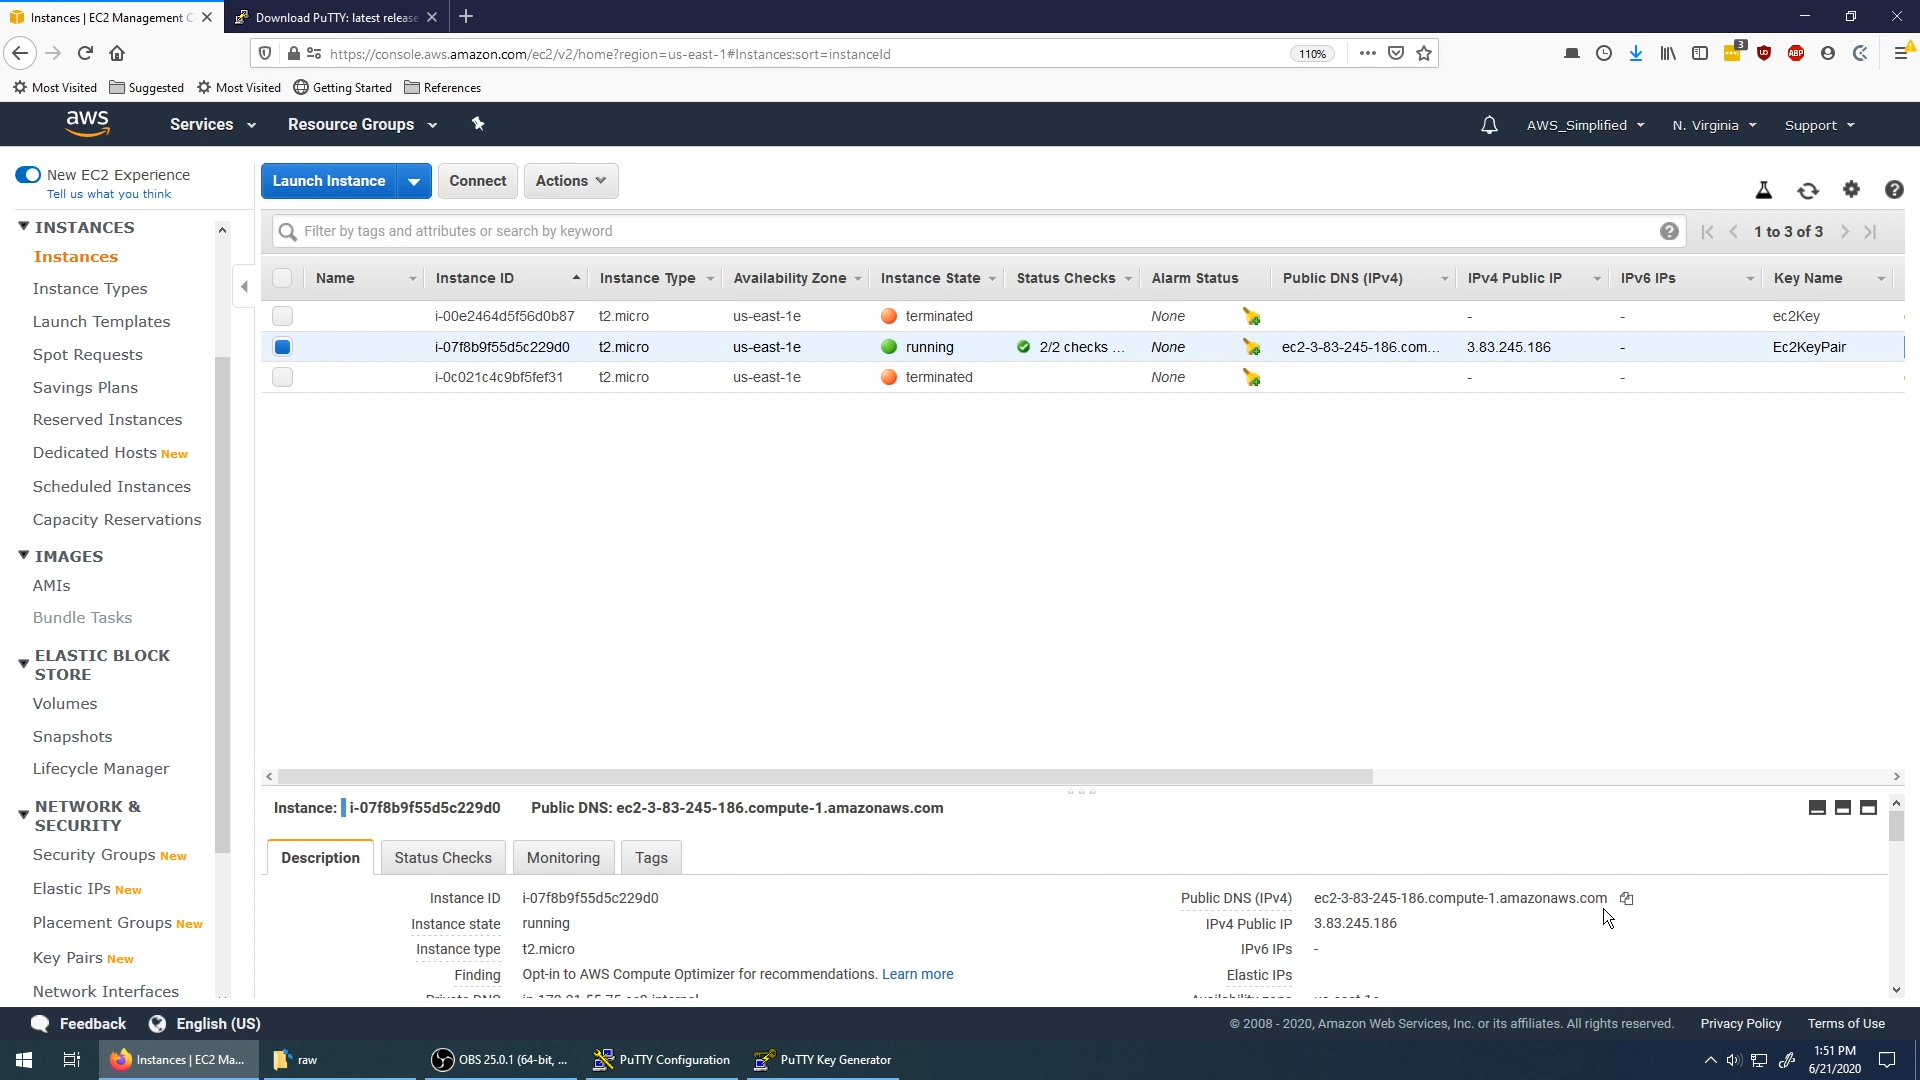 Instances | EC2 Management C
Download PuTTY: latest release
https://console.aws.amazon.com/ec2/v2/home?region=us-east-1#Instances:sort=instanceId
110%
3
Most Visited
Suggested
Most Visited
Getting Started
References
aws
Services
Resource Groups
AWS_Simplified
N. Virginia
Support
New EC2 Experience
Tell us what you think
Launch Instance
Connect
Actions
Filter by tags and attributes or search by keyword
1 to 3 of 3
INSTANCES
Instances
Instance Types
Launch Templates
Spot Requests
Savings Plans
Reserved Instances
Dedicated Hosts New
Scheduled Instances
Capacity Reservations
IMAGES
AMIs
Bundle Tasks
ELASTIC BLOCK
STORE
Volumes
Snapshots
Lifecycle Manager
NETWORK &
SECURITY
Security Groups New
Elastic IPs New
Placement Groups New
Key Pairs New
Network Interfaces
Name Instance ID Instance Type Availability Zone Instance State Status Checks Alarm Status Public DNS (IPv4) IPv4 Public IP IPv6 IPs Key Name
i-00e2464d5f56d0b87 t2.micro us-east-1e terminated None - - ec2Key
i-07f8b9f55d5c229d0 t2.micro us-east-1e running 2/2 checks ... None ec2-3-83-245-186.com... 3.83.245.186 - Ec2KeyPair
i-0c021c4c9bf5fef31 t2.micro us-east-1e terminated None - -
Instance: i-07f8b9f55d5c229d0 Public DNS: ec2-3-83-245-186.compute-1.amazonaws.com
Description
Status Checks
Monitoring
Tags
Instance ID i-07f8b9f55d5c229d0
Instance state running
Instance type t2.micro
Finding Opt-in to AWS Compute Optimizer for recommendations. Learn more
Public DNS (IPv4) ec2-3-83-245-186.compute-1.amazonaws.com
IPv4 Public IP 3.83.245.186
IPv6 IPs -
Elastic IPs
Feedback
English (US)
© 2008 - 2020, Amazon Web Services, Inc. or its affiliates. All rights reserved.
Privacy Policy
Terms of Use
Instances | EC2 Ma...
raw
OBS 25.0.1 (64-bit, ...
PuTTY Configuration
PuTTY Key Generator
1:51 PM
6/21/2020